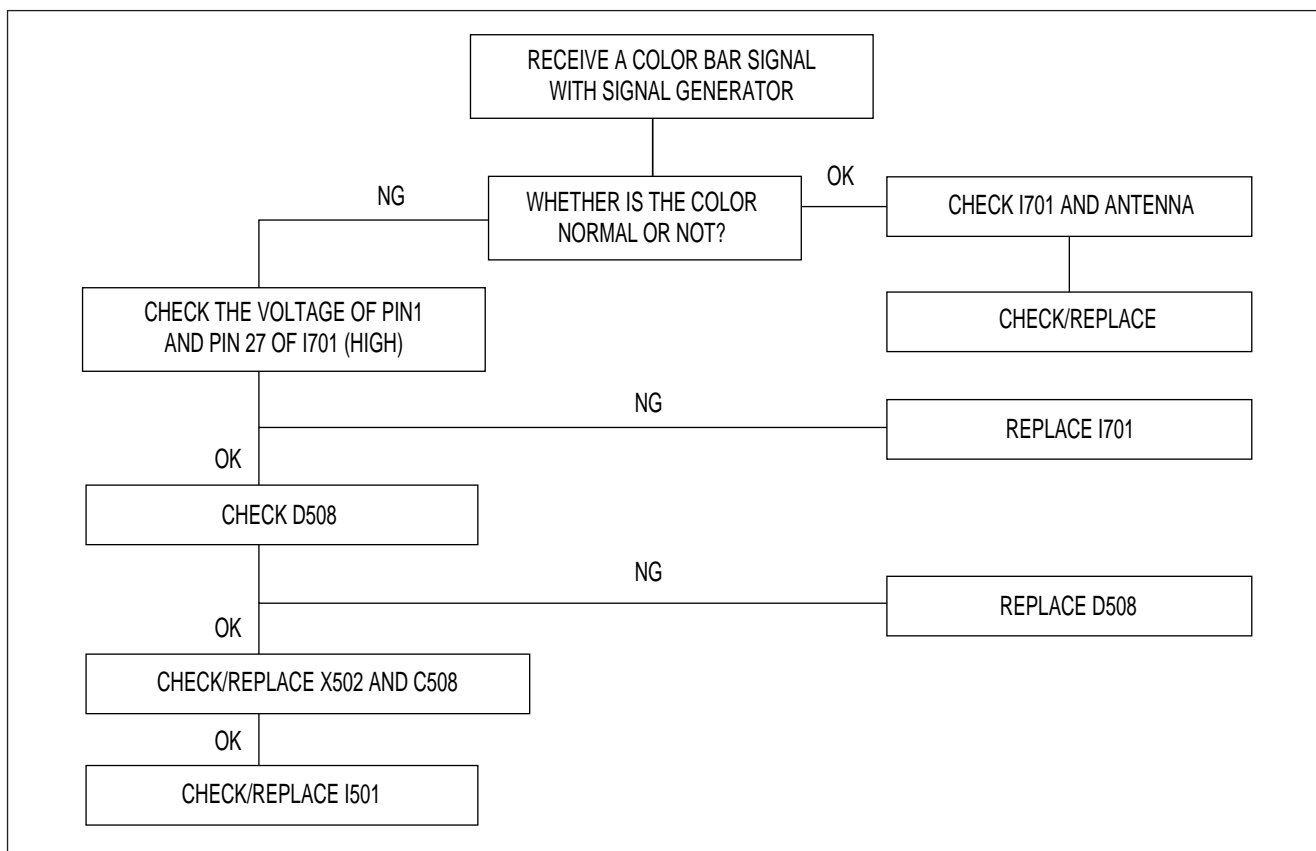 RECEIVE A COLOR BAR SIGNAL
WITH SIGNAL GENERATOR
OK
NG
WHETHER IS THE COLOR
NORMAL OR NOT?
CHECK I701 AND ANTENNA
CHECK THE VOLTAGE OF PIN1
AND PIN 27 OF I701 (HIGH)
CHECK/REPLACE
NG
REPLACE I701
OK
CHECK D508
NG
REPLACE D508
OK
CHECK/REPLACE X502 AND C508
OK
CHECK/REPLACE I501